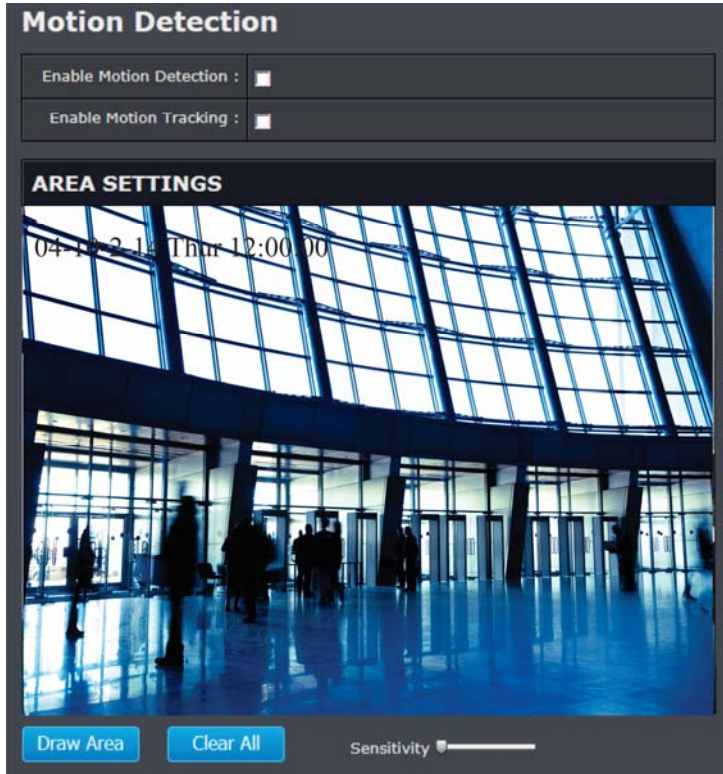 Motion Detection
Enable Motion Detection :
Enable Motion Tracking :
AREA SETTINGS
Thur 12:00:00
Draw Area
Clear All
Sensitivity